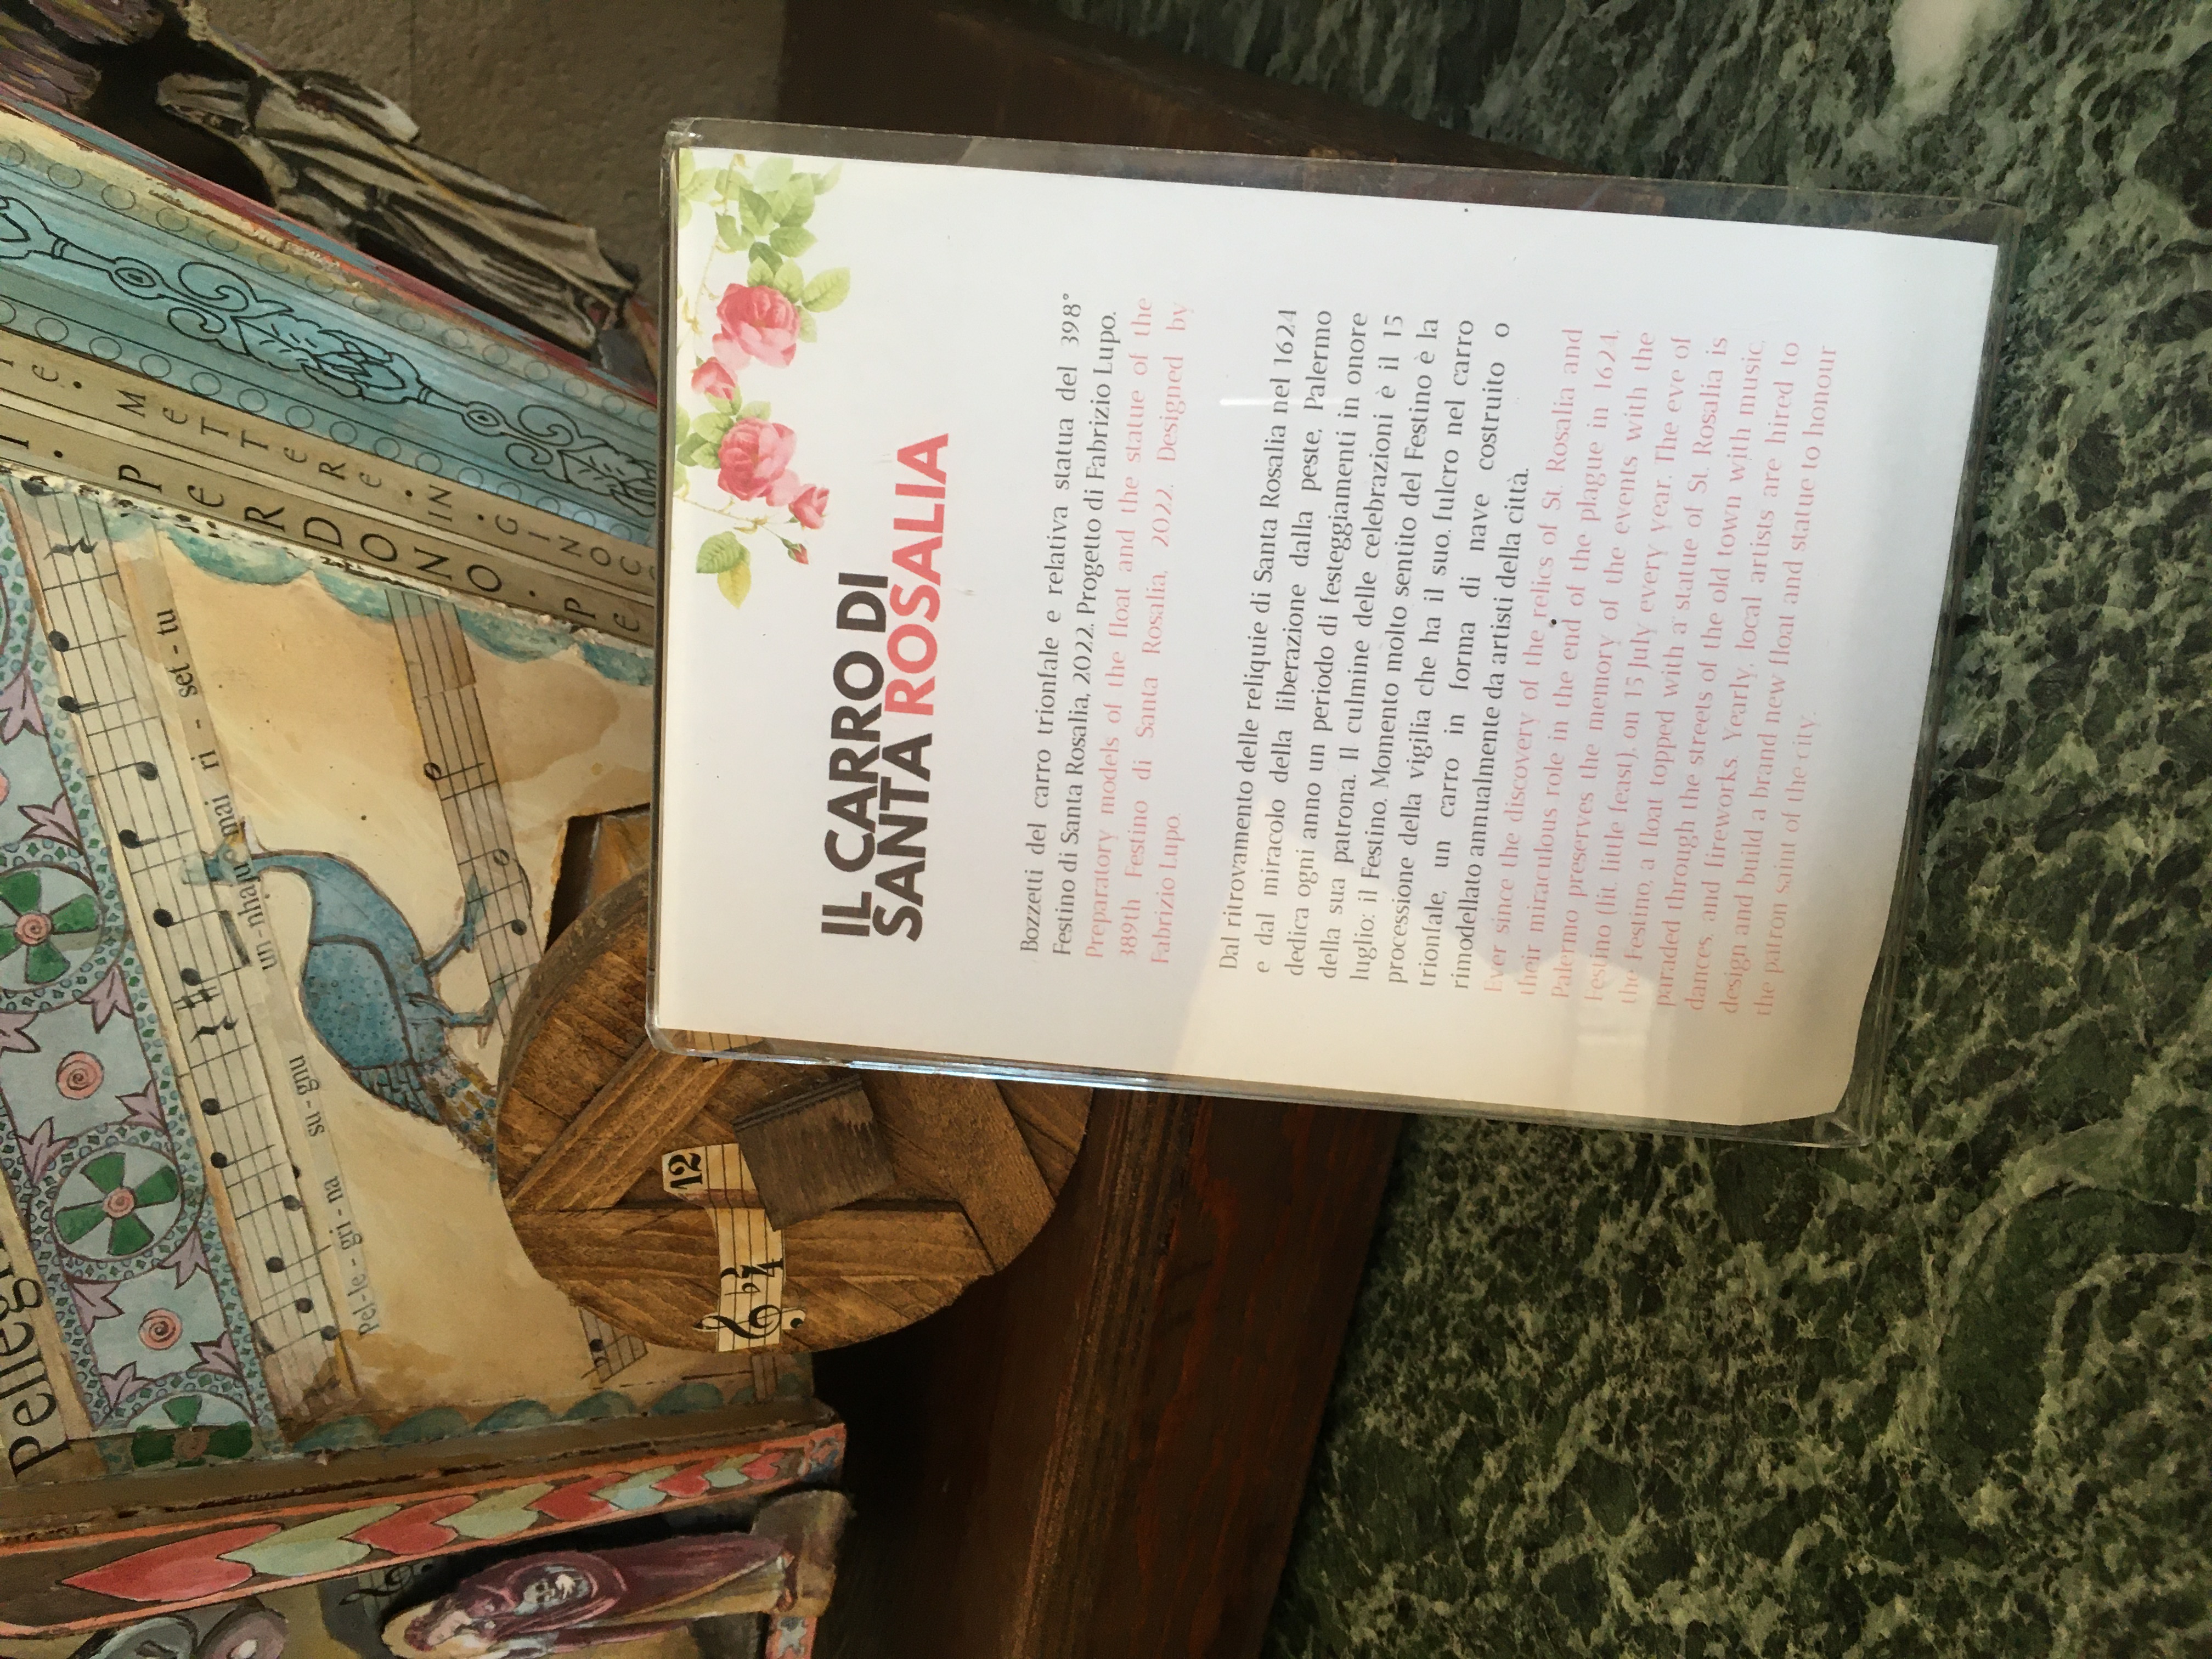 Pel-le-gri-na su-gnu un-nhaju mai ri-set-tu
PERDONO · PE
METTERE · IN · GINOC
12
4
IL CARRO DI
SANTA ROSALIA
Bozzetti del carro trionfale e relativa statua del 398°
Festino di Santa Rosalia, 2022. Progetto di Fabrizio Lupo.
Preparatory models of the float and the statue of the
389th Festino di Santa Rosalia, 2022. Designed by
Fabrizio Lupo.
Dal ritrovamento delle reliquie di Santa Rosalia nel 1624
e dal miracolo della liberazione dalla peste, Palermo
dedica ogni anno un periodo di festeggiamenti in onore
della sua patrona. Il culmine delle celebrazioni è il 15
luglio: il Festino. Momento molto sentito del Festino è la
processione della vigilia che ha il suo. fulcro nel carro
trionfale, un carro in forma di nave costruito o
rimodellato annualmente da artisti della città.
Ever since the discovery of the relics of St. Rosalia and
their miraculous role in the end of the plague in 1624,
Palermo preserves the memory of the events with the
Festino (lit. little feast), on 15 July every year. The eve of
the Festino, a float topped with a statue of St. Rosalia is
paraded through the streets of the old town with music,
dances, and fireworks. Yearly, local artists are hired to
design and build a brand new float and statue to honour
the patron saint of the city.